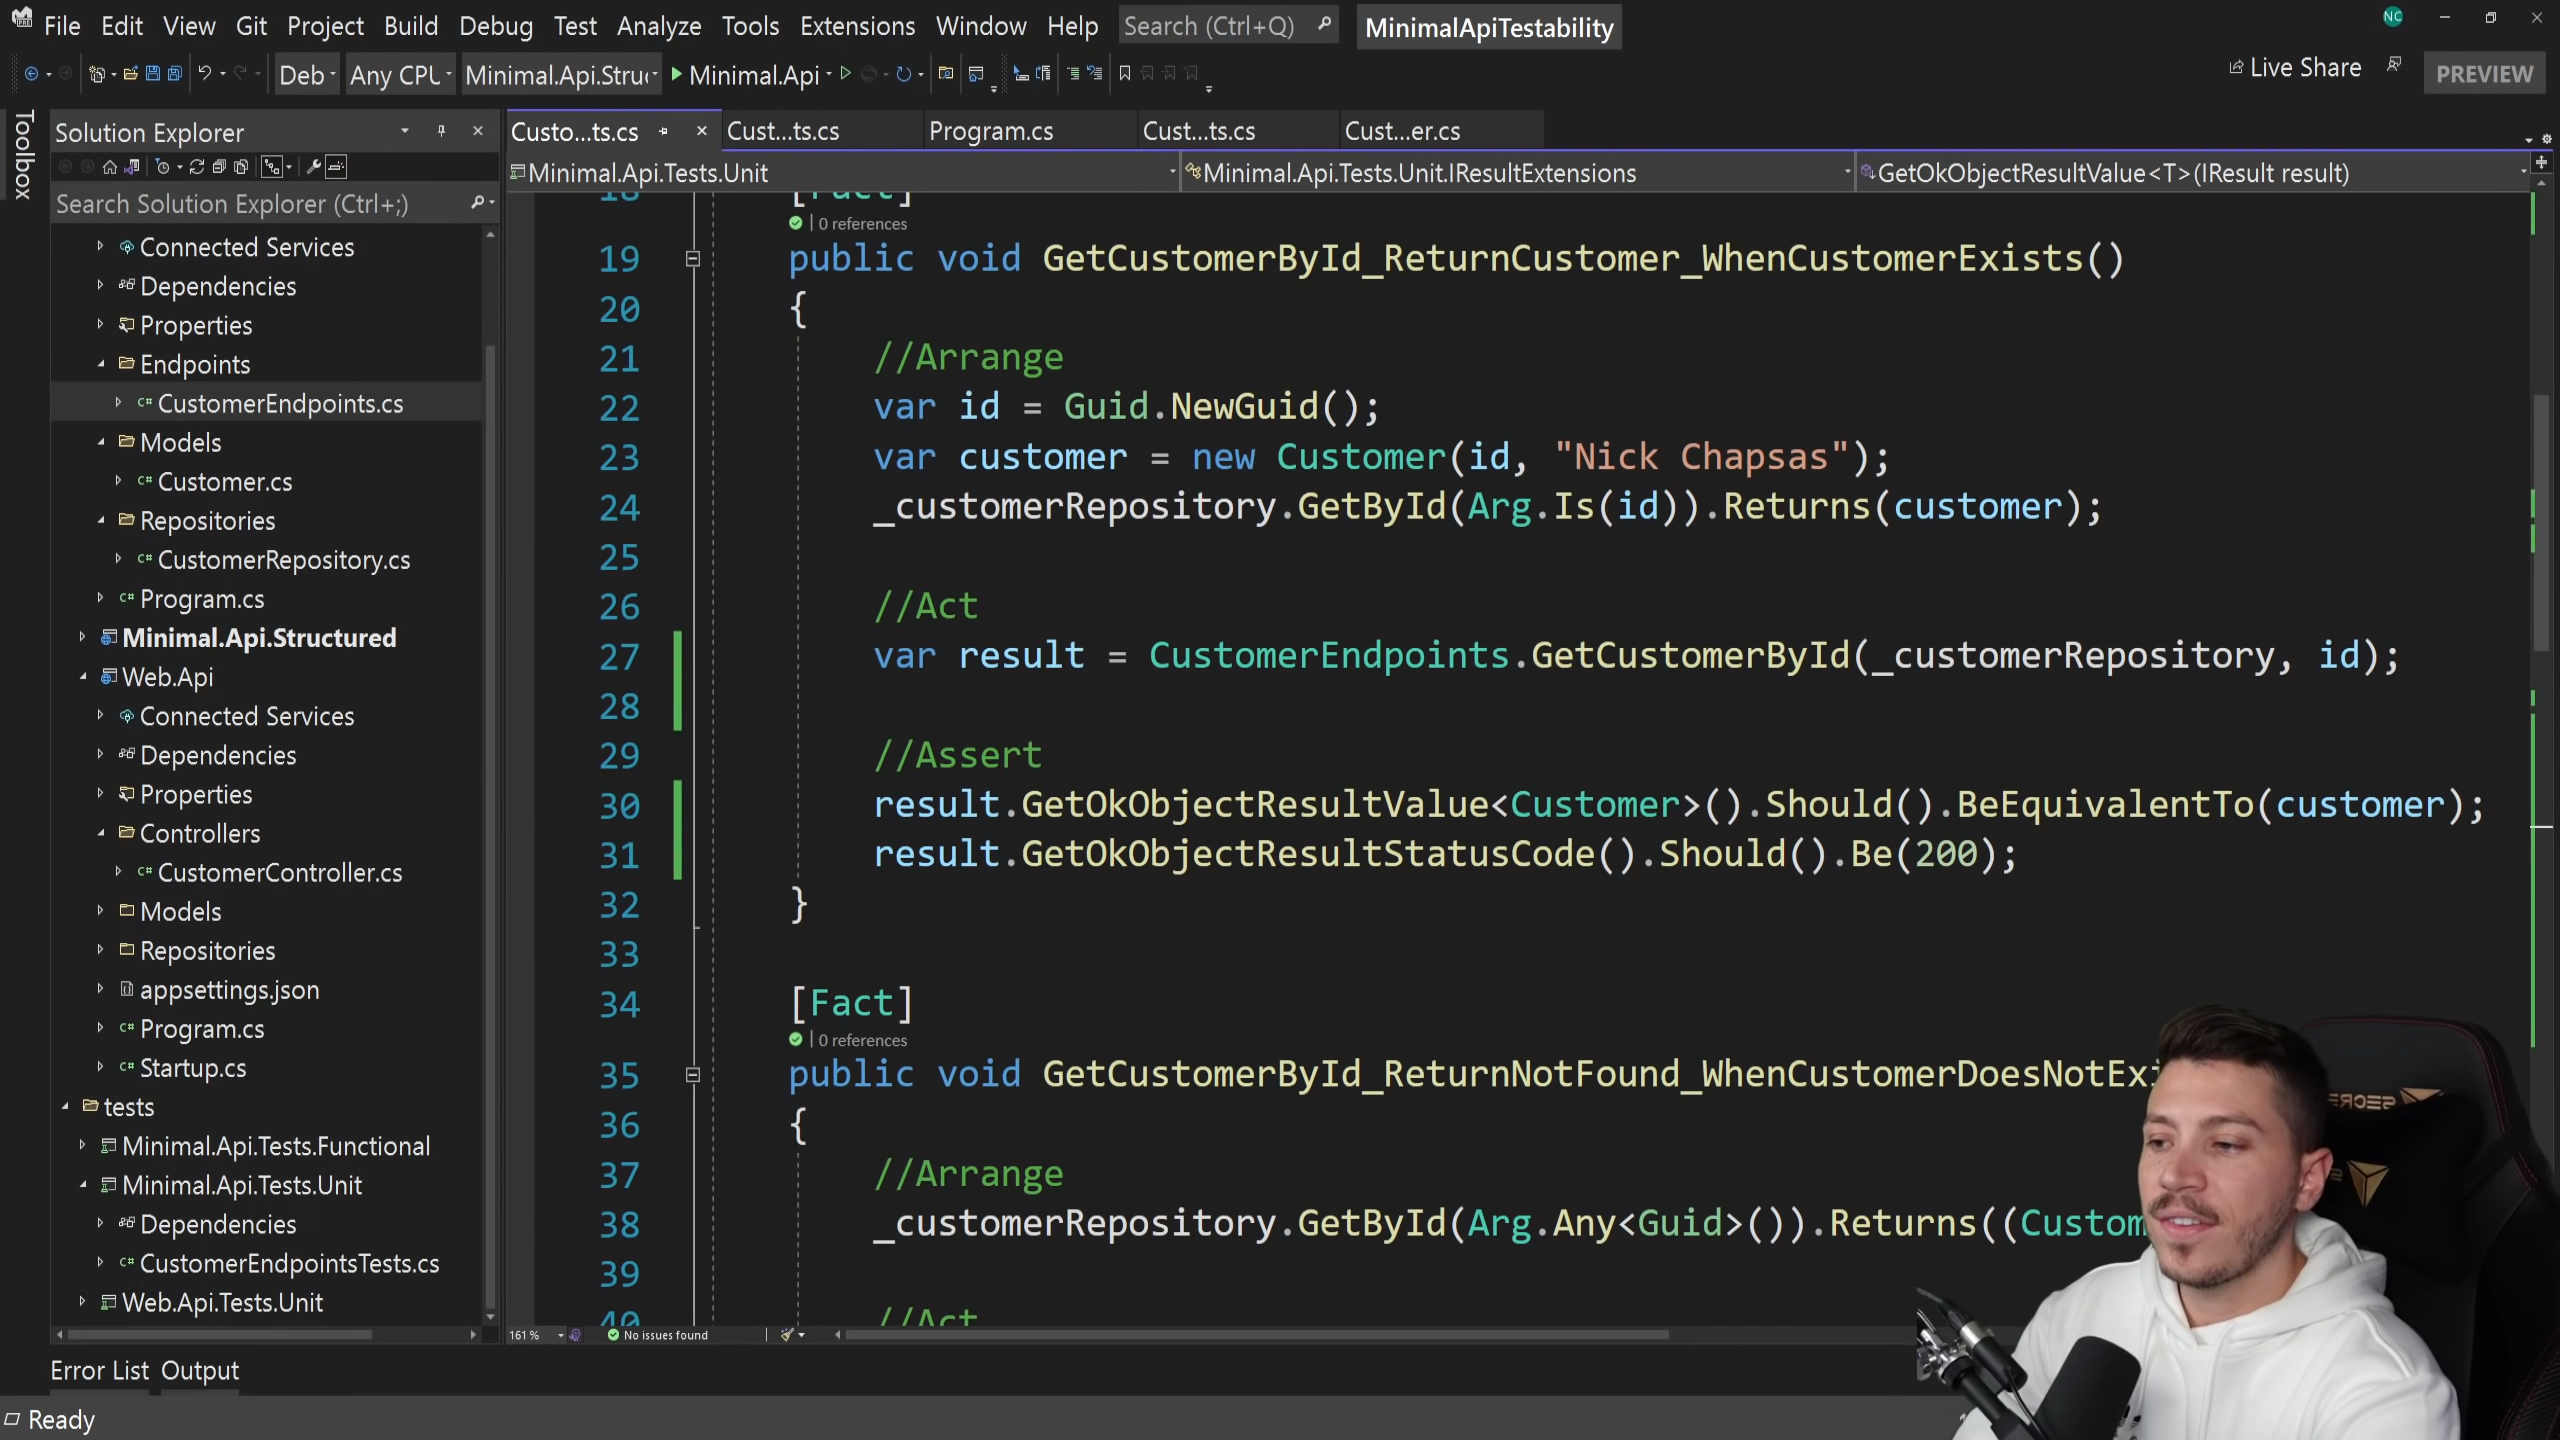 File Edit View Git Project Build Debug Test Analyze Tools Extensions Window Help Search (Ctrl+Q) MinimalApiTestability NC
Deb Any CPU Minimal.Api.Struc Minimal.Api Live Share PREVIEW
Toolbox
Solution Explorer
Search Solution Explorer (Ctrl+;)
Connected Services
Dependencies
Properties
Endpoints
C# CustomerEndpoints.cs
Models
C# Customer.cs
Repositories
C# CustomerRepository.cs
C# Program.cs
Minimal.Api.Structured
Web.Api
Connected Services
Dependencies
Properties
Controllers
C# CustomerController.cs
Models
Repositories
appsettings.json
C# Program.cs
C# Startup.cs
tests
Minimal.Api.Tests.Functional
Minimal.Api.Tests.Unit
Dependencies
C# CustomerEndpointsTests.cs
Web.Api.Tests.Unit
Custo...ts.cs Cust...ts.cs Program.cs Cust...ts.cs Cust...er.cs
Minimal.Api.Tests.Unit Minimal.Api.Tests.Unit.IResultExtensions GetOkObjectResultValue<T>(IResult result)
18 [Fact]
0 references
19 public void GetCustomerById_ReturnCustomer_WhenCustomerExists()
20 {
21 //Arrange
22 var id = Guid.NewGuid();
23 var customer = new Customer(id, "Nick Chapsas");
24 _customerRepository.GetById(Arg.Is(id)).Returns(customer);
25
26 //Act
27 var result = CustomerEndpoints.GetCustomerById(_customerRepository, id);
28
29 //Assert
30 result.GetOkObjectResultValue<Customer>().Should().BeEquivalentTo(customer);
31 result.GetOkObjectResultStatusCode().Should().Be(200);
32 }
33
34 [Fact]
0 references
35 public void GetCustomerById_ReturnNotFound_WhenCustomerDoesNotExi
36 {
37 //Arrange
38 _customerRepository.GetById(Arg.Any<Guid>()).Returns((Custom
39
40 //Act
161 % No issues found
Error List Output
Ready
SECRE